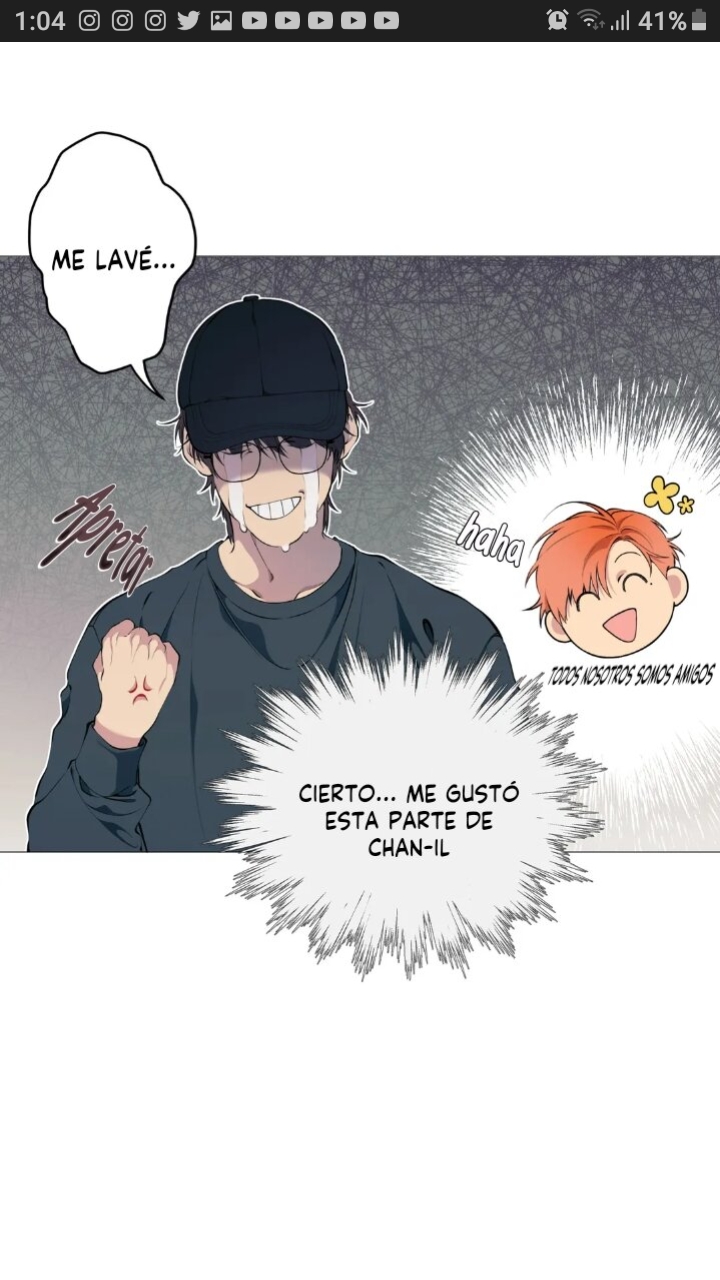 1:04
41%
ME LAVÉ...
Apretar
haha
TODOS NOSOTROS SOMOS AMIGOS
CIERTO... ME GUSTÓ
ESTA PARTE DE
CHAN-IL